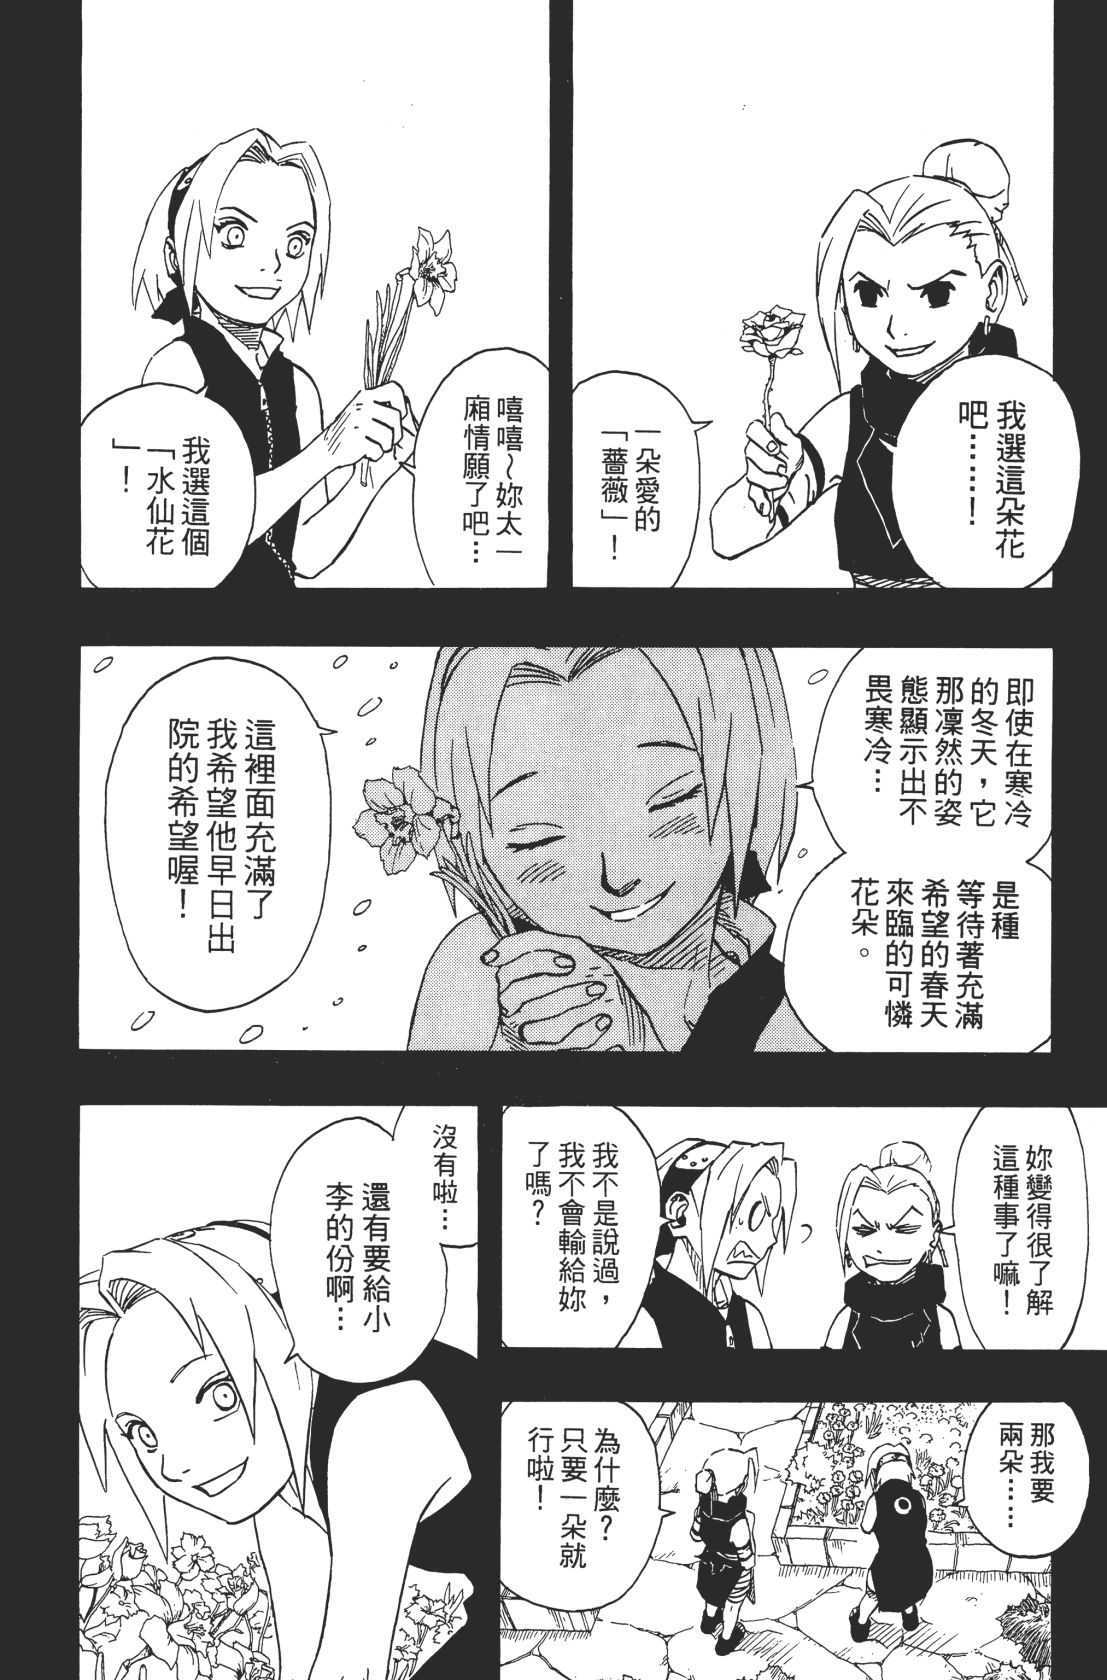 我選這朵花
吧……！
一朵愛的
「薔薇」！
嘻嘻～妳太一
廂情願了吧…
我選這個
「水仙花
」！
即使在寒冷
的冬天，它
那凜然的姿
態顯示出不
畏寒冷…
是種
等待著充滿
希望的春天
來臨的可憐
花朵。
這裡面充滿了
我希望他早日出
院的希望喔！
妳變得很了解
這種事了嘛！
我不是說過，
我不會輸給妳
了嗎？
那我要
兩朵……
為什麼？
只要一朵就
行啦！
沒有啦…
還有要給小
李的份啊…